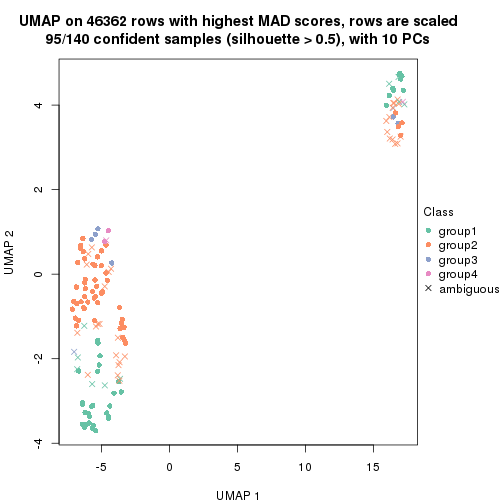 UMAP on 46362 rows with highest MAD scores, rows are scaled
95/140 confident samples (silhouette > 0.5), with 10 PCs
4
2
0
-2
-4
UMAP 2
-5
0
5
10
15
UMAP 1
Class
group1
group2
group3
group4
ambiguous